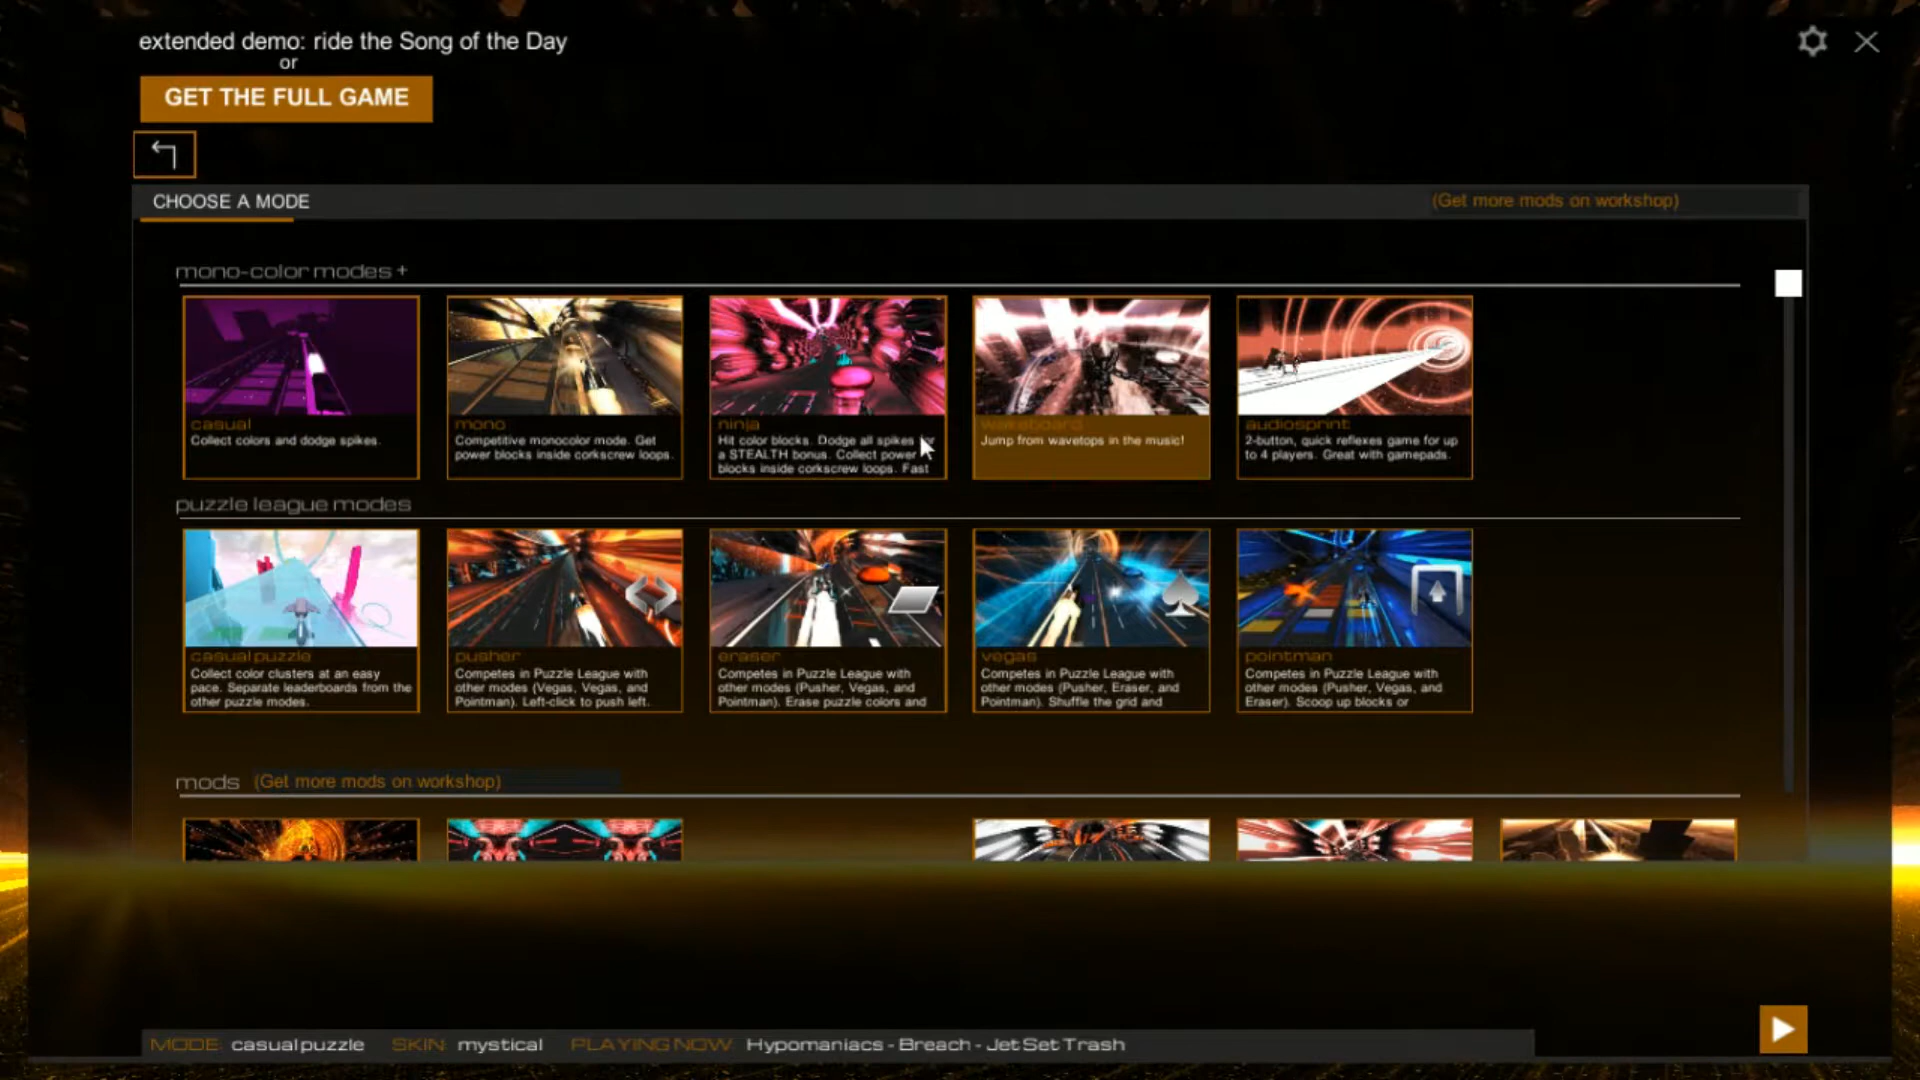 extended demo: ride the Song of the Day
or
GET THE FULL GAME
CHOOSE A MODE
(Get more mods on workshop)
mono-color modes +
casual
Collect colors and dodge spikes.
mono
Competitive monocolor mode. Get
power blocks inside corkscrew loops.
ninja
Hit color blocks. Dodge all spikes for
a STEALTH bonus. Collect power
blocks inside corkscrew loops. Fast
wakeboard
Jump from wavetops in the music!
audiosprint
2-button, quick reflexes game for up
to 4 players. Great with gamepads.
puzzle league modes
casual puzzle
Collect color clusters at an easy
pace. Separate leaderboards from the
other puzzle modes.
pusher
Competes in Puzzle League with
other modes (Vegas, Vegas, and
Pointman). Left-click to push left.
eraser
Competes in Puzzle League with
other modes (Pusher, Vegas, and
Pointman). Erase puzzle colors and
vegas
Competes in Puzzle League with
other modes (Pusher, Eraser, and
Pointman). Shuffle the grid and
pointman
Competes in Puzzle League with
other modes (Pusher, Vegas, and
Eraser). Scoop up blocks or
mods (Get more mods on workshop)
MODE: casual puzzle SKIN: mystical PLAYING NOW: Hypomaniacs - Breach - Jet Set Trash